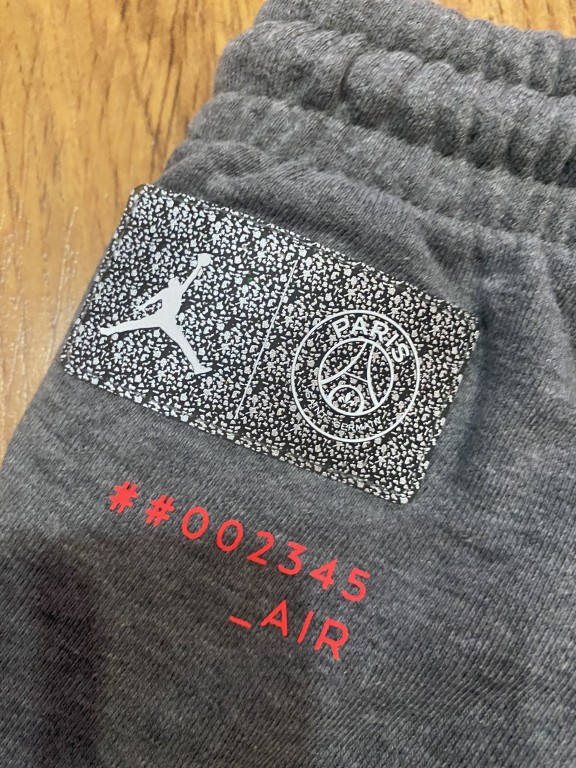 PARIS
SAINT-GERMAIN
##002345
_AIR